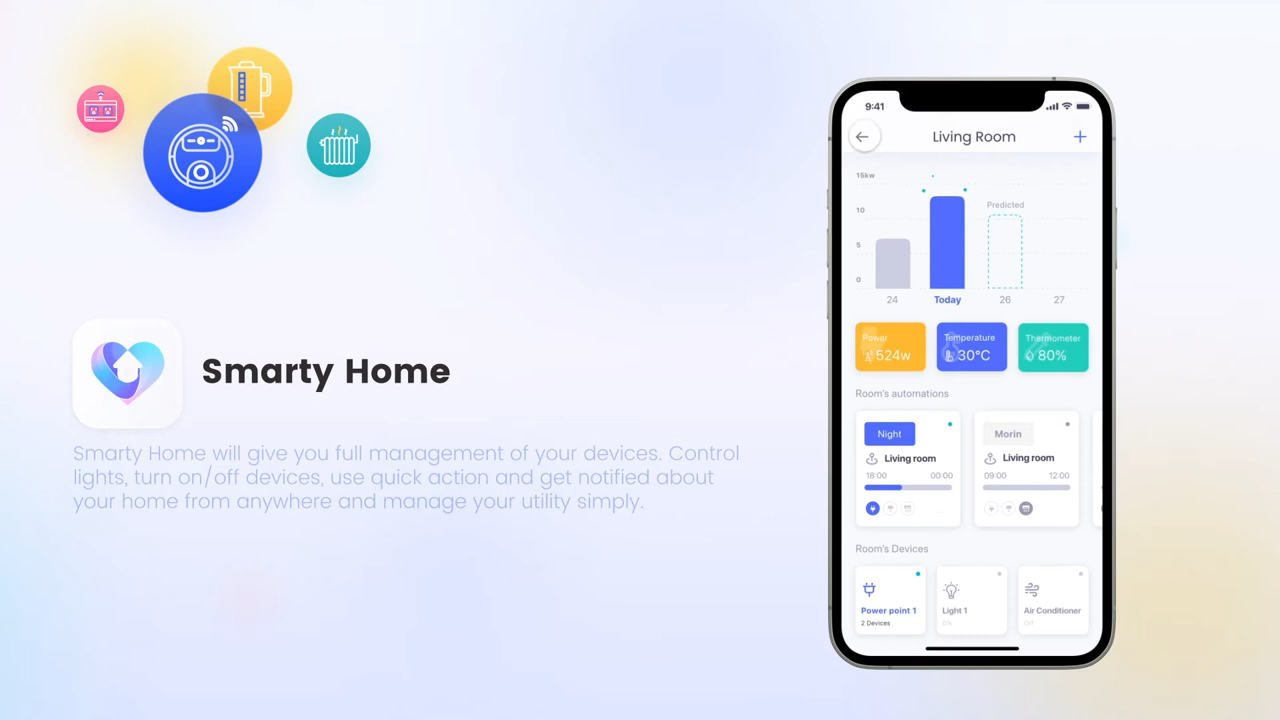 Smarty Home
Smarty Home will give you full management of your devices. Control
lights, turn on/off devices, use quick action and get notified about
your home from anywhere and manage your utility simply.
9:41
Living Room
15kw
10
5
0
Predicted
24 Today 26 27
Power Temperature Thermometer
524w 30°C 80%
Room's automations
Night Morin
Living room Living room
18:00 00:00 09:00 12:00
Room's Devices
Power point 1 Light 1 Air Conditioner
2 Devices 0% Off